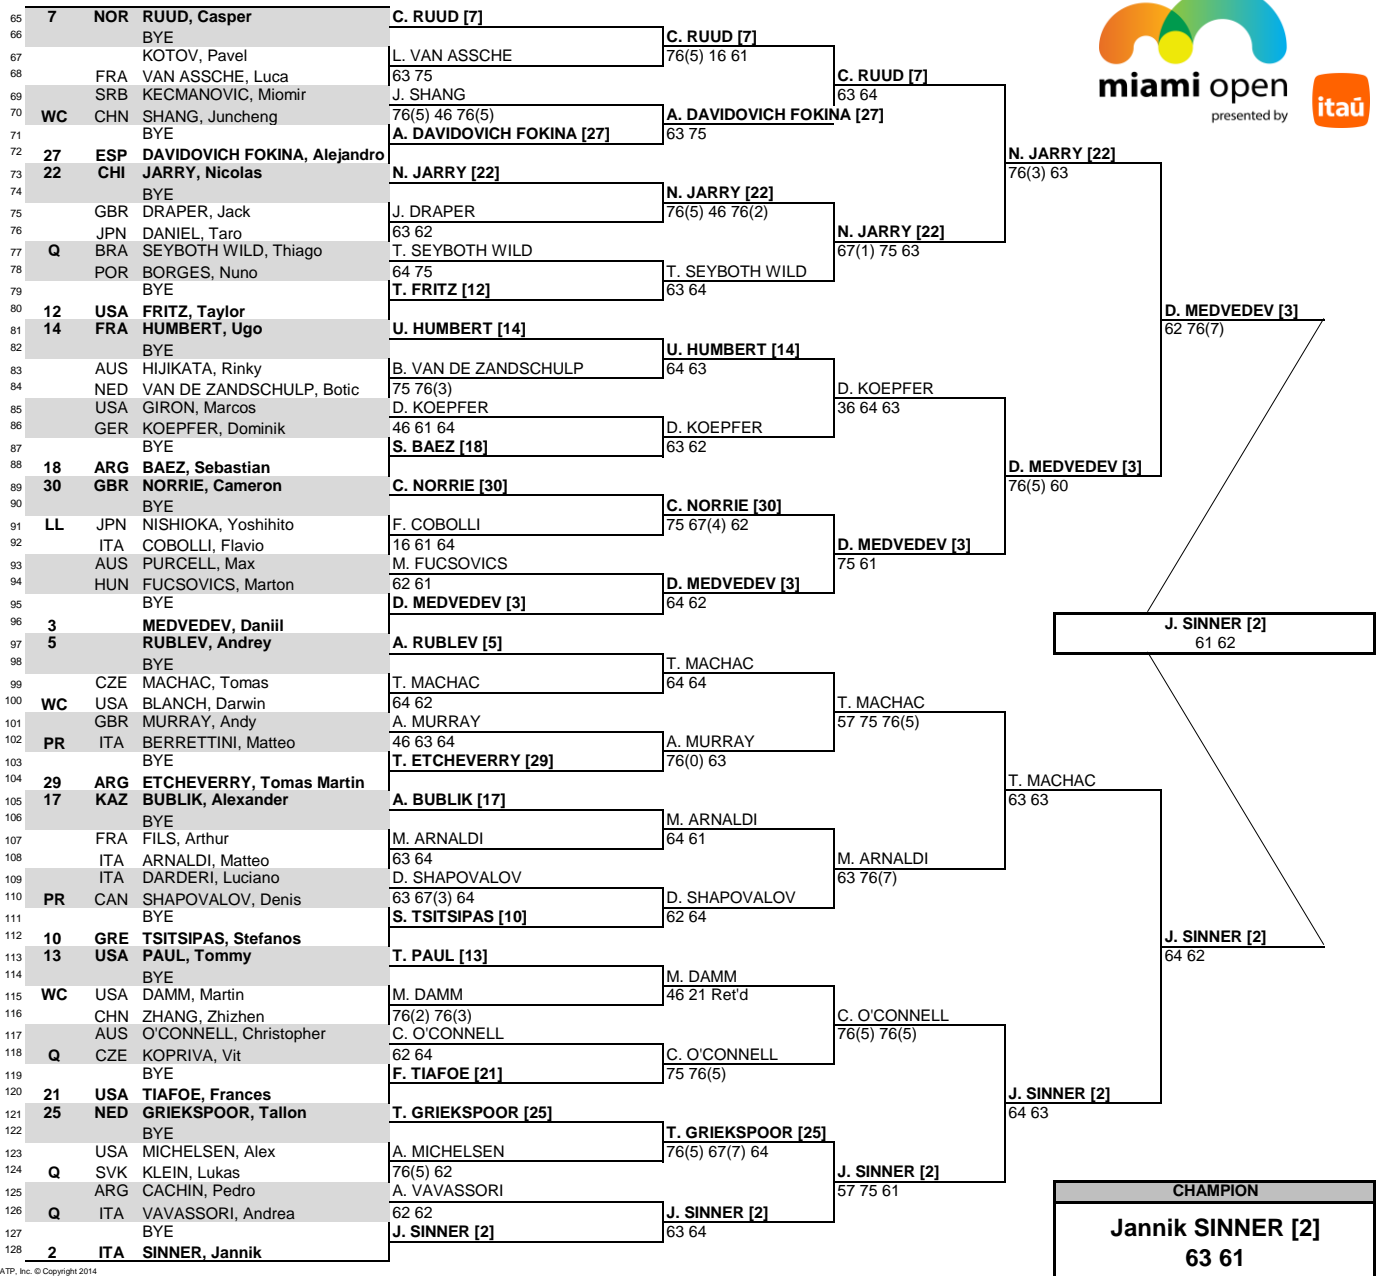 65 7 NOR RUUD, Casper
66 BYE
67 KOTOV, Pavel
68 FRA VAN ASSCHE, Luca
69 SRB KECMANOVIC, Miomir
70 WC CHN SHANG, Juncheng
71 BYE
72 27 ESP DAVIDOVICH FOKINA, Alejandro
73 22 CHI JARRY, Nicolas
74 BYE
75 GBR DRAPER, Jack
76 JPN DANIEL, Taro
77 Q BRA SEYBOTH WILD, Thiago
78 POR BORGES, Nuno
79 BYE
80 12 USA FRITZ, Taylor
81 14 FRA HUMBERT, Ugo
82 BYE
83 AUS HIJIKATA, Rinky
84 NED VAN DE ZANDSCHULP, Botic
85 USA GIRON, Marcos
86 GER KOEPFER, Dominik
87 BYE
88 18 ARG BAEZ, Sebastian
89 30 GBR NORRIE, Cameron
90 BYE
91 LL JPN NISHIOKA, Yoshihito
92 ITA COBOLLI, Flavio
93 AUS PURCELL, Max
94 HUN FUCSOVICS, Marton
95 BYE
96 3 MEDVEDEV, Daniil
97 5 RUBLEV, Andrey
98 BYE
99 CZE MACHAC, Tomas
100 WC USA BLANCH, Darwin
101 GBR MURRAY, Andy
102 PR ITA BERRETTINI, Matteo
103 BYE
104 29 ARG ETCHEVERRY, Tomas Martin
105 17 KAZ BUBLIK, Alexander
106 BYE
107 FRA FILS, Arthur
108 ITA ARNALDI, Matteo
109 ITA DARDERI, Luciano
110 PR CAN SHAPOVALOV, Denis
111 BYE
112 10 GRE TSITSIPAS, Stefanos
113 13 USA PAUL, Tommy
114 BYE
115 WC USA DAMM, Martin
116 CHN ZHANG, Zhizhen
117 AUS O'CONNELL, Christopher
118 Q CZE KOPRIVA, Vit
119 BYE
120 21 USA TIAFOE, Frances
121 25 NED GRIEKSPOOR, Tallon
122 BYE
123 USA MICHELSEN, Alex
124 Q SVK KLEIN, Lukas
125 ARG CACHIN, Pedro
126 Q ITA VAVASSORI, Andrea
127 BYE
128 2 ITA SINNER, Jannik
C. RUUD [7]
L. VAN ASSCHE
63 75
J. SHANG
76(5) 46 76(5)
A. DAVIDOVICH FOKINA [27]
N. JARRY [22]
J. DRAPER
63 62
T. SEYBOTH WILD
64 75
T. FRITZ [12]
U. HUMBERT [14]
B. VAN DE ZANDSCHULP
75 76(3)
D. KOEPFER
46 61 64
S. BAEZ [18]
C. NORRIE [30]
F. COBOLLI
16 61 64
M. FUCSOVICS
62 61
D. MEDVEDEV [3]
A. RUBLEV [5]
T. MACHAC
64 62
A. MURRAY
46 63 64
T. ETCHEVERRY [29]
A. BUBLIK [17]
M. ARNALDI
63 64
D. SHAPOVALOV
63 67(3) 64
S. TSITSIPAS [10]
T. PAUL [13]
M. DAMM
76(2) 76(3)
C. O'CONNELL
62 64
F. TIAFOE [21]
T. GRIEKSPOOR [25]
A. MICHELSEN
76(5) 62
A. VAVASSORI
62 62
J. SINNER [2]
C. RUUD [7]
76(5) 16 61
A. DAVIDOVICH FOKINA [27]
63 75
N. JARRY [22]
76(5) 46 76(2)
T. SEYBOTH WILD
63 64
U. HUMBERT [14]
64 63
D. KOEPFER
63 62
C. NORRIE [30]
75 67(4) 62
D. MEDVEDEV [3]
64 62
T. MACHAC
64 64
A. MURRAY
76(0) 63
M. ARNALDI
64 61
D. SHAPOVALOV
62 64
M. DAMM
46 21 Ret'd
C. O'CONNELL
75 76(5)
T. GRIEKSPOOR [25]
76(5) 67(7) 64
J. SINNER [2]
63 64
C. RUUD [7]
63 64
N. JARRY [22]
67(1) 75 63
D. KOEPFER
36 64 63
D. MEDVEDEV [3]
75 61
T. MACHAC
57 75 76(5)
M. ARNALDI
63 76(7)
C. O'CONNELL
76(5) 76(5)
J. SINNER [2]
57 75 61
N. JARRY [22]
76(3) 63
D. MEDVEDEV [3]
76(5) 60
T. MACHAC
63 63
J. SINNER [2]
64 63
D. MEDVEDEV [3]
62 76(7)
J. SINNER [2]
64 62
J. SINNER [2]
61 62
miami open
presented by
itaú
CHAMPION
Jannik SINNER [2]
63 61
ATP, Inc. © Copyright 2014